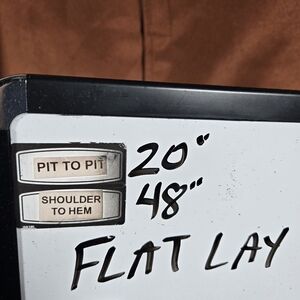 PIT TO PIT 20"
SHOULDER TO HEM 48"
FLAT LAY